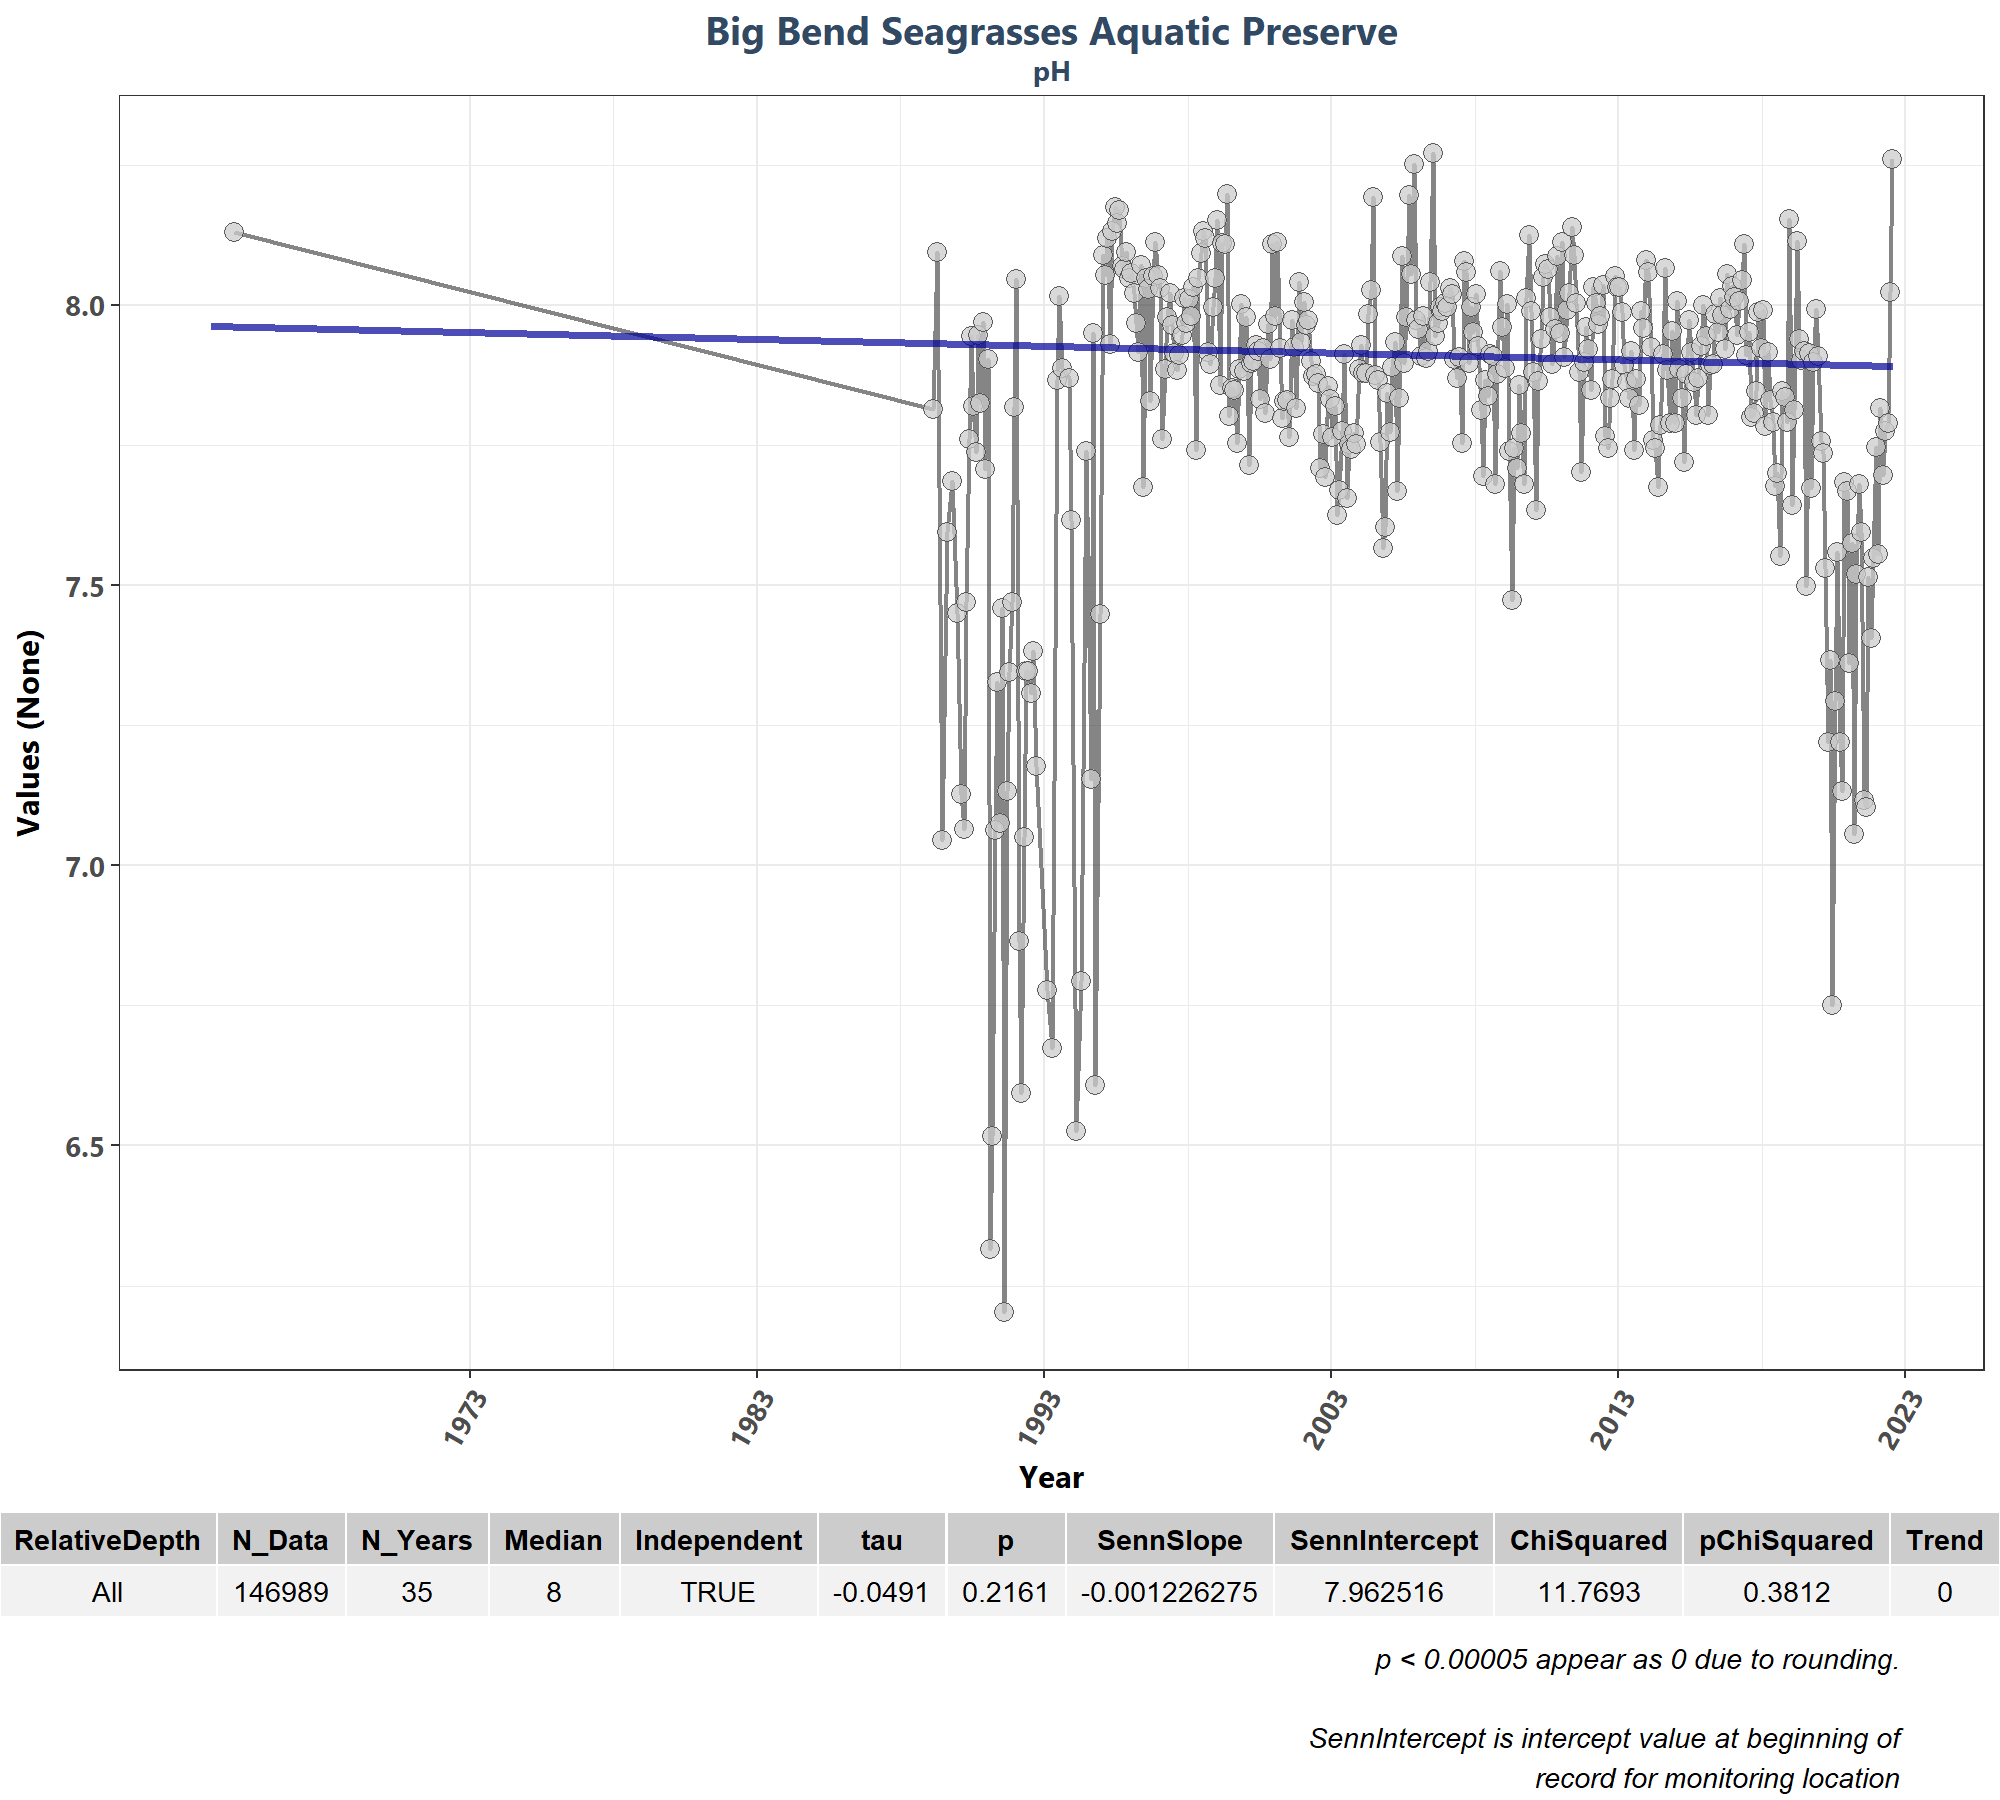 Big Bend Seagrasses Aquatic Preserve
pH
8.0
7.5
7.0
6.5
Values (None)
1973
1983
1993
2003
2013
2023
Year
RelativeDepth N_Data N_Years Median Independent tau p SennSlope SennIntercept ChiSquared pChiSquared Trend
All 146989 35 8 TRUE -0.0491 0.2161 -0.001226275 7.962516 11.7693 0.3812 0
p < 0.00005 appear as 0 due to rounding.
SennIntercept is intercept value at beginning of
record for monitoring location